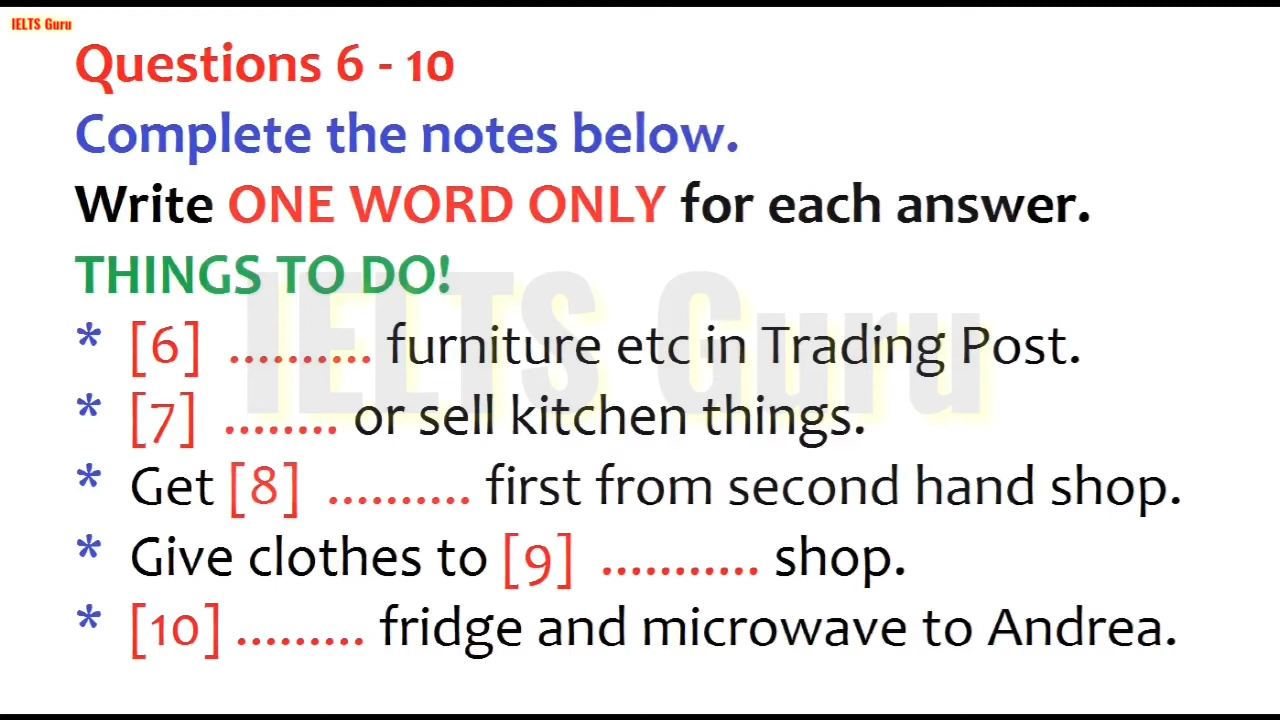 IELTS Guru
Questions 6 - 10
Complete the notes below.
Write ONE WORD ONLY for each answer.
THINGS TO DO!
IELTS Guru
* [6] .......... furniture etc in Trading Post.
* [7] ........ or sell kitchen things.
* Get [8] .......... first from second hand shop.
* Give clothes to [9] ........... shop.
* [10] ......... fridge and microwave to Andrea.